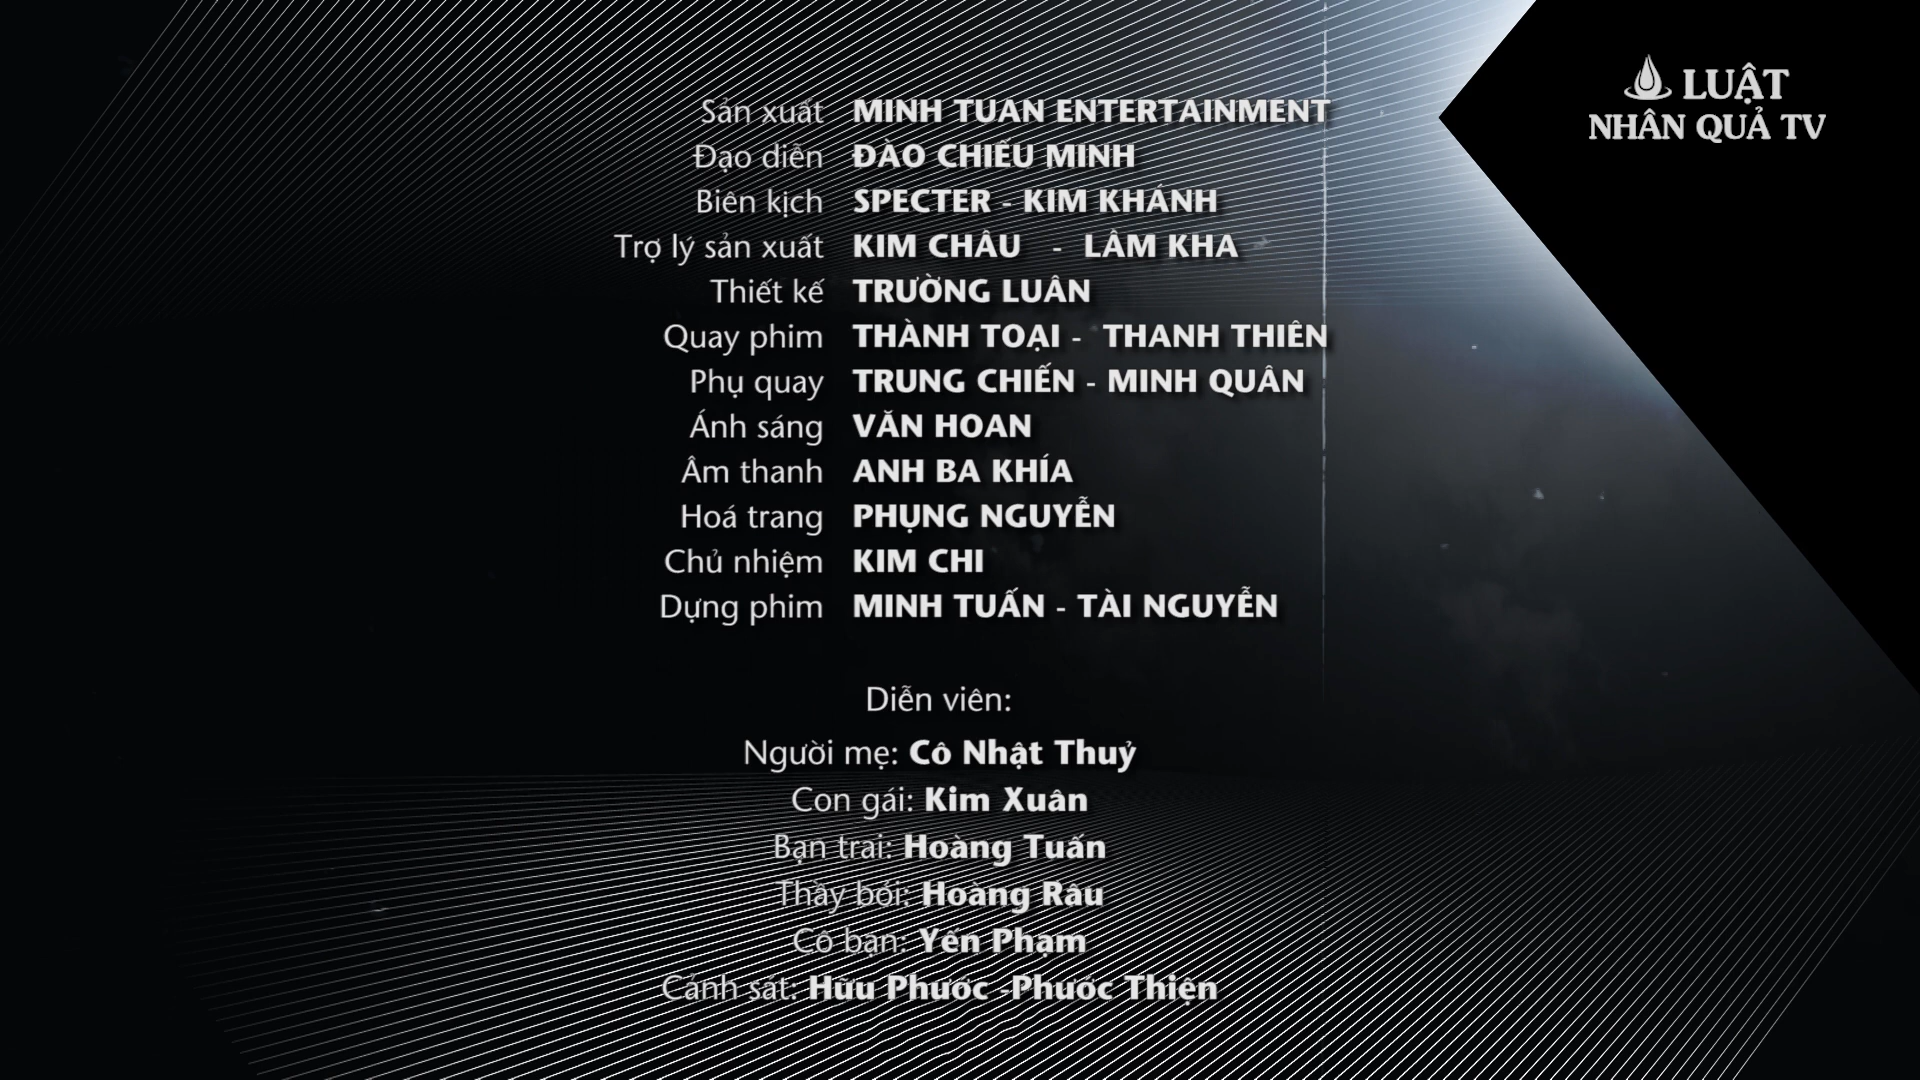 LUẬT
NHÂN QUẢ TV
Sản xuất MINH TUAN ENTERTAINMENT
Đạo diễn ĐÀO CHIẾU MINH
Biên kịch SPECTER - KIM KHÁNH
Trợ lý sản xuất KIM CHÂU - LÂM KHA
Thiết kế TRƯỜNG LUÂN
Quay phim THÀNH TOẠI - THANH THIÊN
Phụ quay TRUNG CHIẾN - MINH QUÂN
Ánh sáng VĂN HOAN
Âm thanh ANH BA KHÍA
Hoá trang PHỤNG NGUYỄN
Chủ nhiệm KIM CHI
Dựng phim MINH TUẤN - TÀI NGUYỄN
Diễn viên:
Người mẹ: Cô Nhật Thuỷ
Con gái: Kim Xuân
Bạn trai: Hoàng Tuấn
Thầy bói: Hoàng Râu
Cô bạn: Yến Phạm
Cảnh sát: Hữu Phước -Phước Thiện